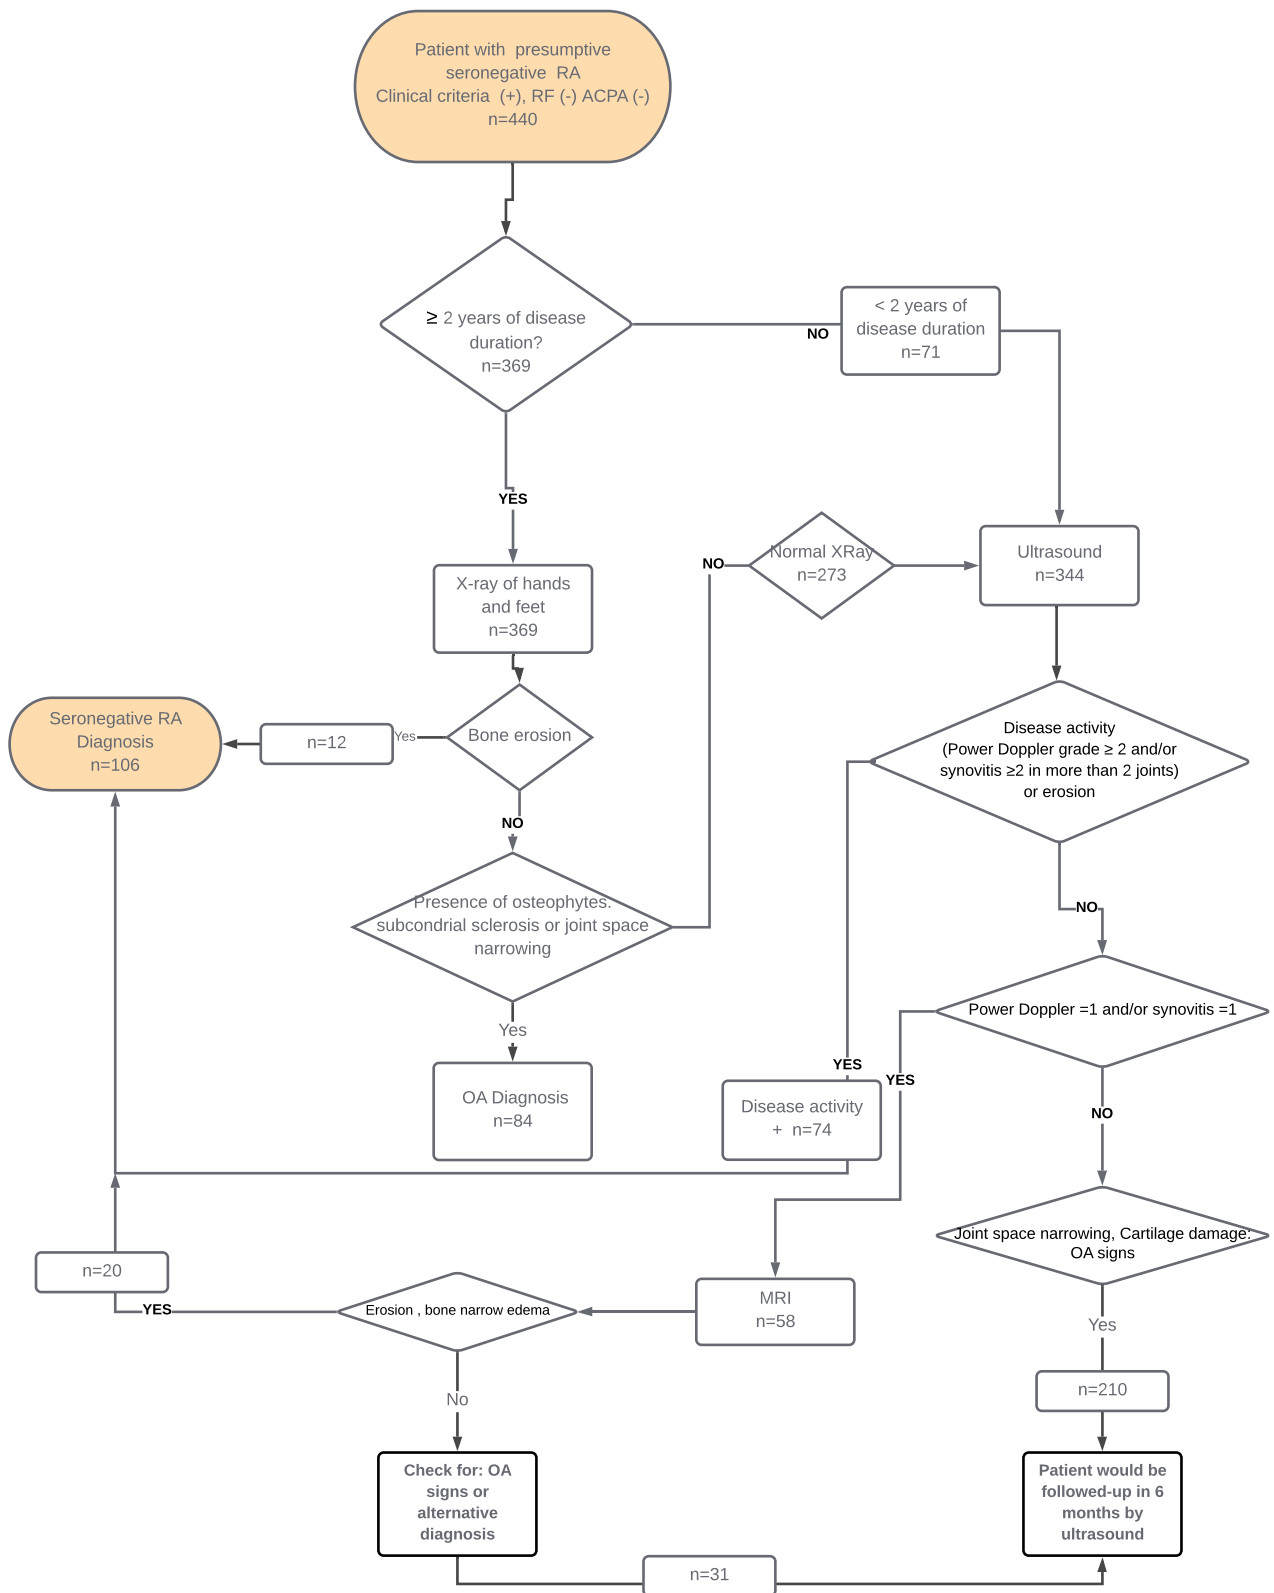 Patient with presumptive
seronegative RA
Clinical criteria (+), RF (-) ACPA (-)
n=440
≥ 2 years of disease
duration?
n=369
NO
< 2 years of
disease duration
n=71
YES
X-ray of hands
and feet
n=369
NO
Normal XRay
n=273
Ultrasound
n=344
Seronegative RA
Diagnosis
n=106
n=12
Yes
Bone erosion
Disease activity
(Power Doppler grade ≥ 2 and/or
synovitis ≥2 in more than 2 joints)
or erosion
NO
Presence of osteophytes.
subcondrial sclerosis or joint space
narrowing
NO
Power Doppler =1 and/or synovitis =1
Yes
OA Diagnosis
n=84
YES
YES
Disease activity
+ n=74
NO
Joint space narrowing, Cartilage damage:
OA signs
n=20
YES
Erosion , bone narrow edema
MRI
n=58
Yes
No
n=210
Check for: OA
signs or
alternative
diagnosis
Patient would be
followed-up in 6
months by
ultrasound
n=31